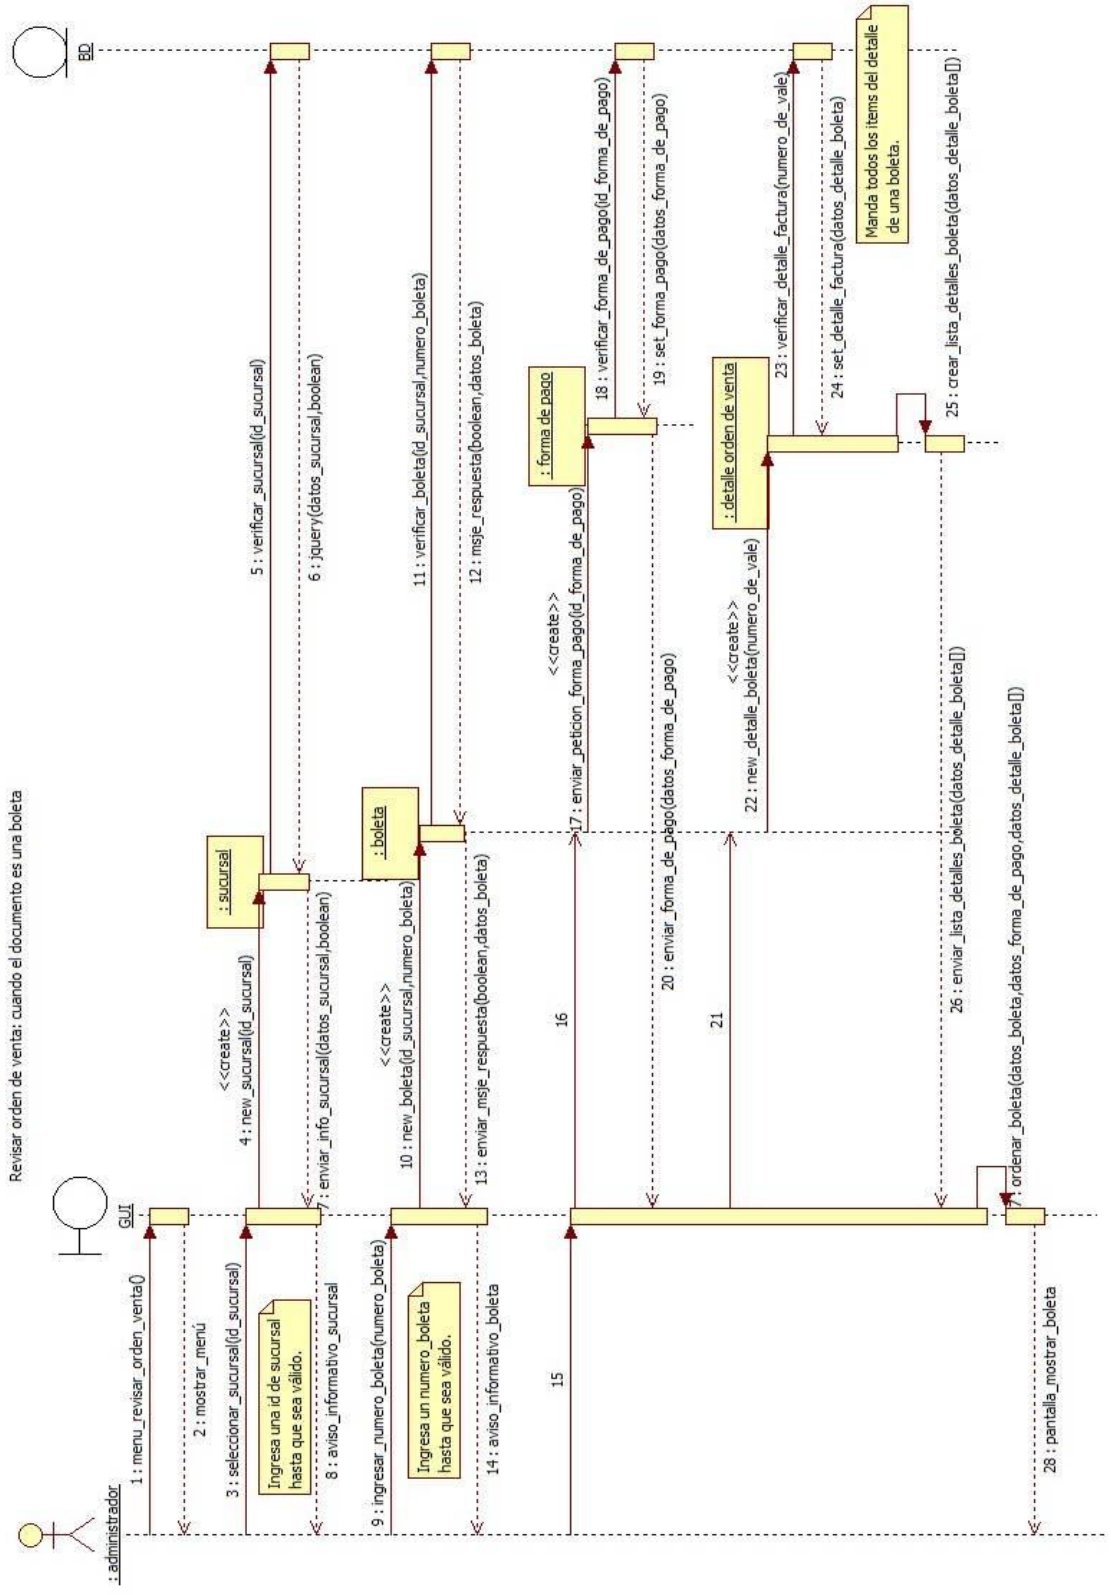 Revisar orden de venta: cuando el documento es una boleta
: administrador
GUI
BD
1 : menu_revisar_orden_venta()
2 : mostrar_menú
3 : seleccionar_sucursal(id_sucursal)
Ingresa una id de sucursal
hasta que sea válido.
<<create>>
4 : new_sucursal(id_sucursal)
: sucursal
5 : verificar_sucursal(id_sucursal)
6 : jquery(datos_sucursal,boolean)
7 : enviar_info_sucursal(datos_sucursal,boolean)
8 : aviso_informativo_sucursal
9 : ingresar_numero_boleta(numero_boleta)
Ingresa un numero_boleta
hasta que sea válido.
<<create>>
10 : new_boleta(id_sucursal,numero_boleta)
: boleta
11 : verificar_boleta(id_sucursal,numero_boleta)
12 : msje_respuesta(boolean,datos_boleta)
13 : enviar_msje_respuesta(boolean,datos_boleta)
14 : aviso_informativo_boleta
15
16
<<create>>
17 : enviar_peticion_forma_pago(id_forma_de_pago)
: forma de pago
18 : verificar_forma_de_pago(id_forma_de_pago)
19 : set_forma_pago(datos_forma_de_pago)
20 : enviar_forma_de_pago(datos_forma_de_pago)
21
<<create>>
22 : new_detalle_boleta(numero_de_vale)
: detalle orden de venta
23 : verificar_detalle_factura(numero_de_vale)
24 : set_detalle_factura(datos_detalle_boleta)
Manda todos los items del detalle
de una boleta.
25 : crear_lista_detalles_boleta(datos_detalle_boleta[])
26 : enviar_lista_detalles_boleta(datos_detalle_boleta[])
7 : ordenar_boleta(datos_boleta,datos_forma_de_pago,datos_detalle_boleta[])
28 : pantalla_mostrar_boleta